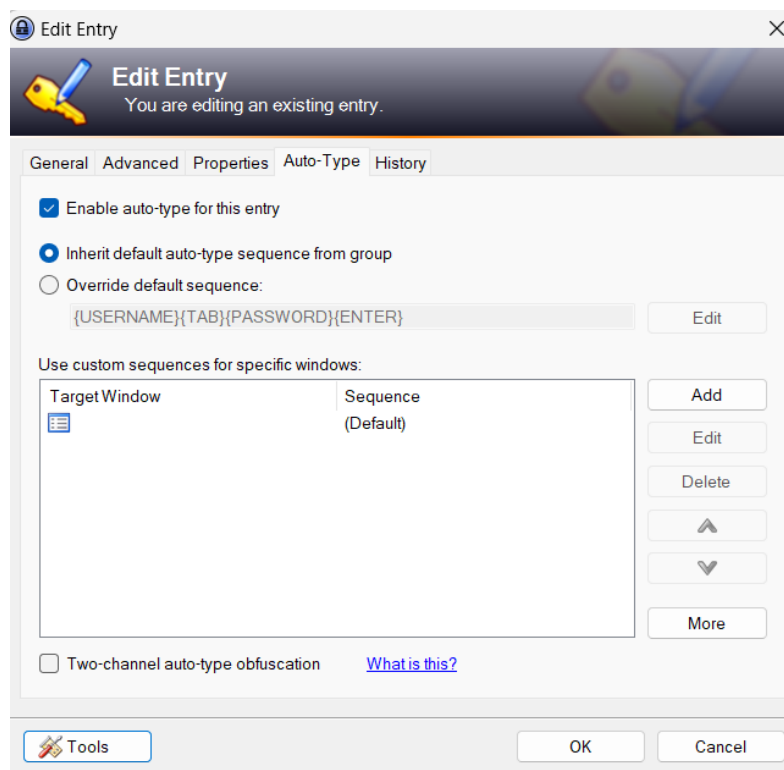 Edit Entry
Edit Entry
You are editing an existing entry.
General Advanced Properties Auto-Type History
Enable auto-type for this entry
Inherit default auto-type sequence from group
Override default sequence:
{USERNAME}{TAB}{PASSWORD}{ENTER} Edit
Use custom sequences for specific windows:
Target Window Sequence Add
(Default)
Edit
Delete
More
Two-channel auto-type obfuscation What is this?
Tools OK Cancel